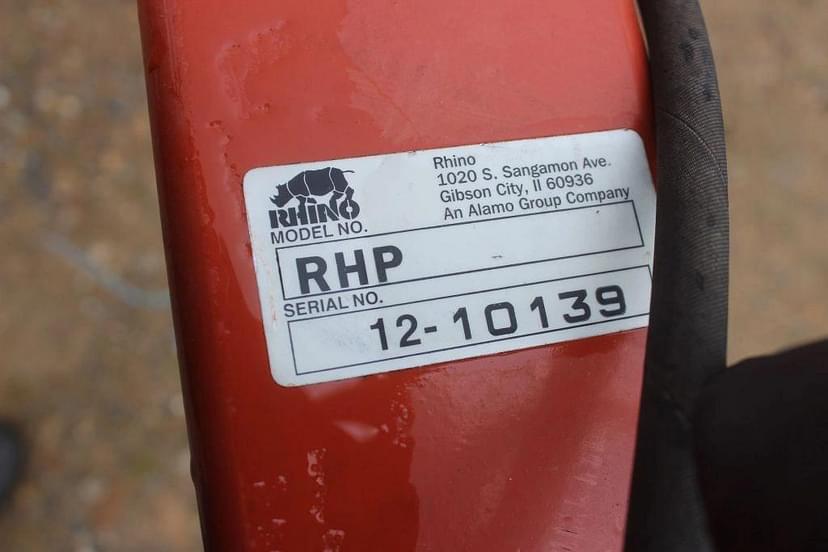 RHINO
Rhino
1020 S. Sangamon Ave.
Gibson City, Il 60936
An Alamo Group Company
MODEL NO.
RHP
SERIAL NO.
12-10139